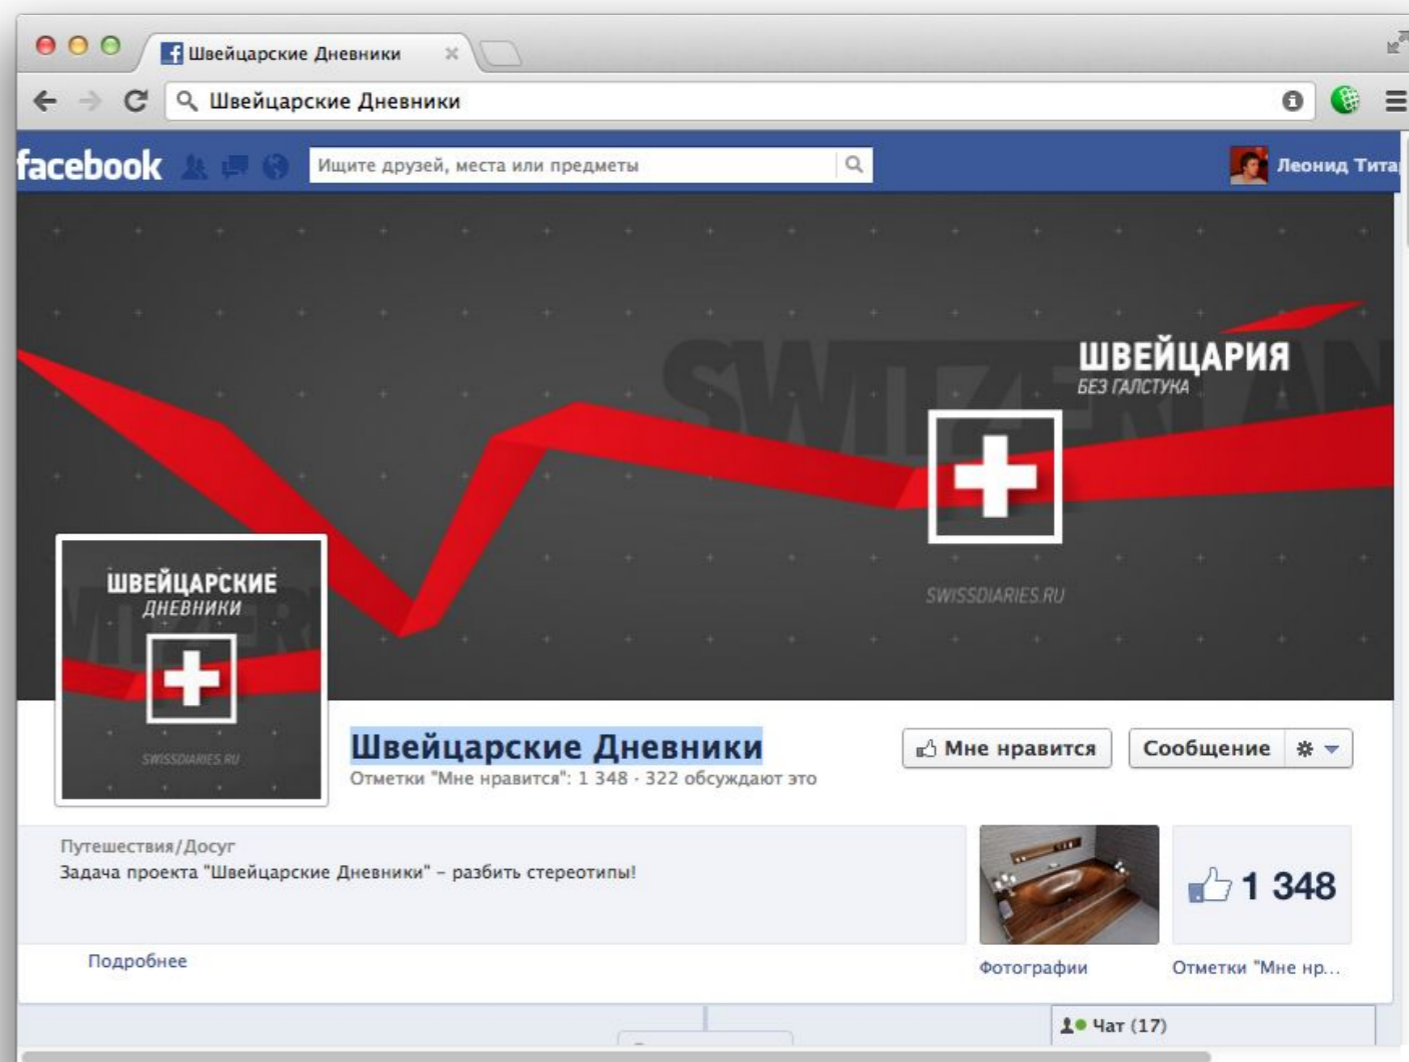 Швейцарские Дневники
Швейцарские Дневники
facebook
Ищите друзей, места или предметы
Леонид
SWITZERLAN
ШВЕЙЦАРИЯ
БЕЗ ГАЛСТУКА
SWISSDIARIES.RU
ШВЕЙЦАРСКИЕ
ДНЕВНИКИ
SWISSDIARIES.RU
Швейцарские Дневники
Мне нравится
Сообщение
Отметки "Мне нравится": 1 348 · 322 обсуждают это
Путешествия/Досуг
Задача проекта "Швейцарские Дневники" – разбить стереотипы!
1 348
Подробнее
Фотографии
Отметки "Мне нр...
Чат (17)